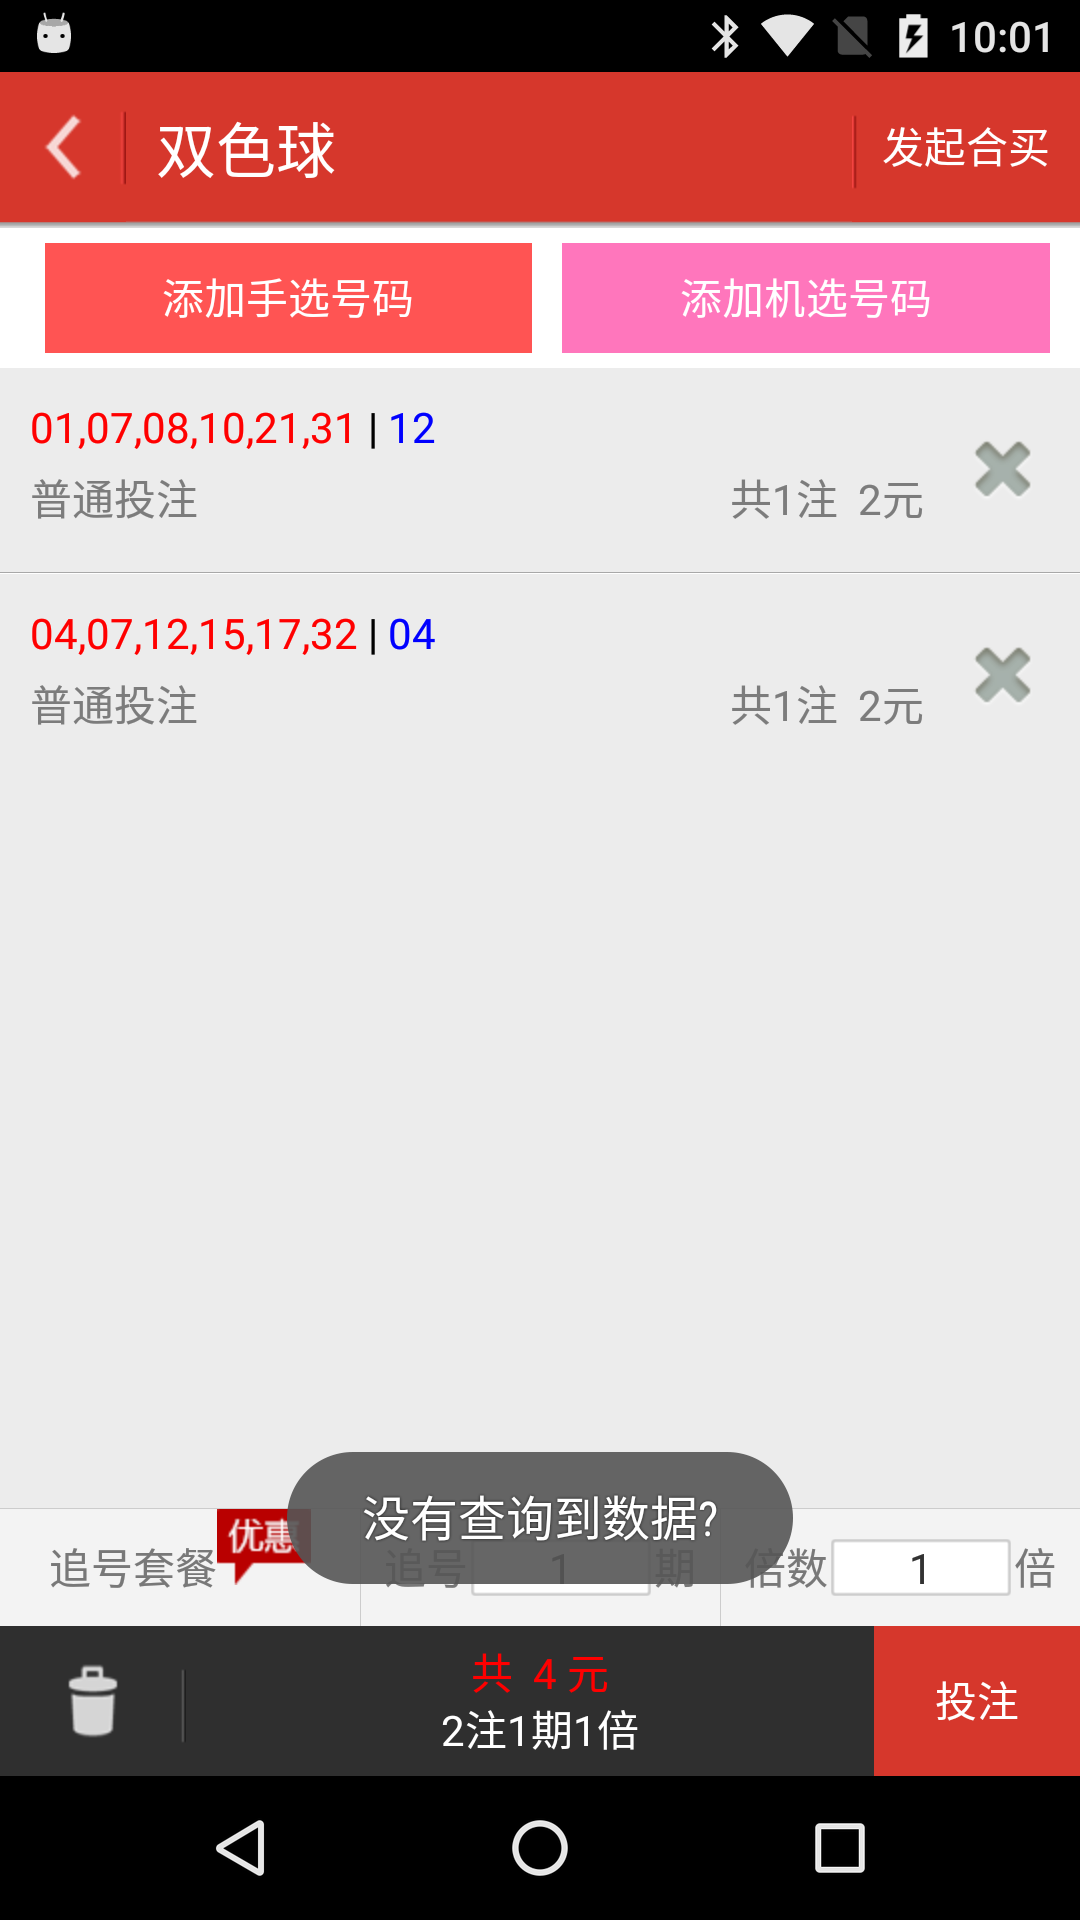 10:01
双色球
发起合买
添加手选号码
添加机选号码
01,07,08,10,21,31 | 12
普通投注 共1注 2元
04,07,12,15,17,32 | 04
普通投注 共1注 2元
没有查询到数据?
追号套餐 优惠 追号 1 期 倍数 1 倍
共 4 元
2注1期1倍
投注